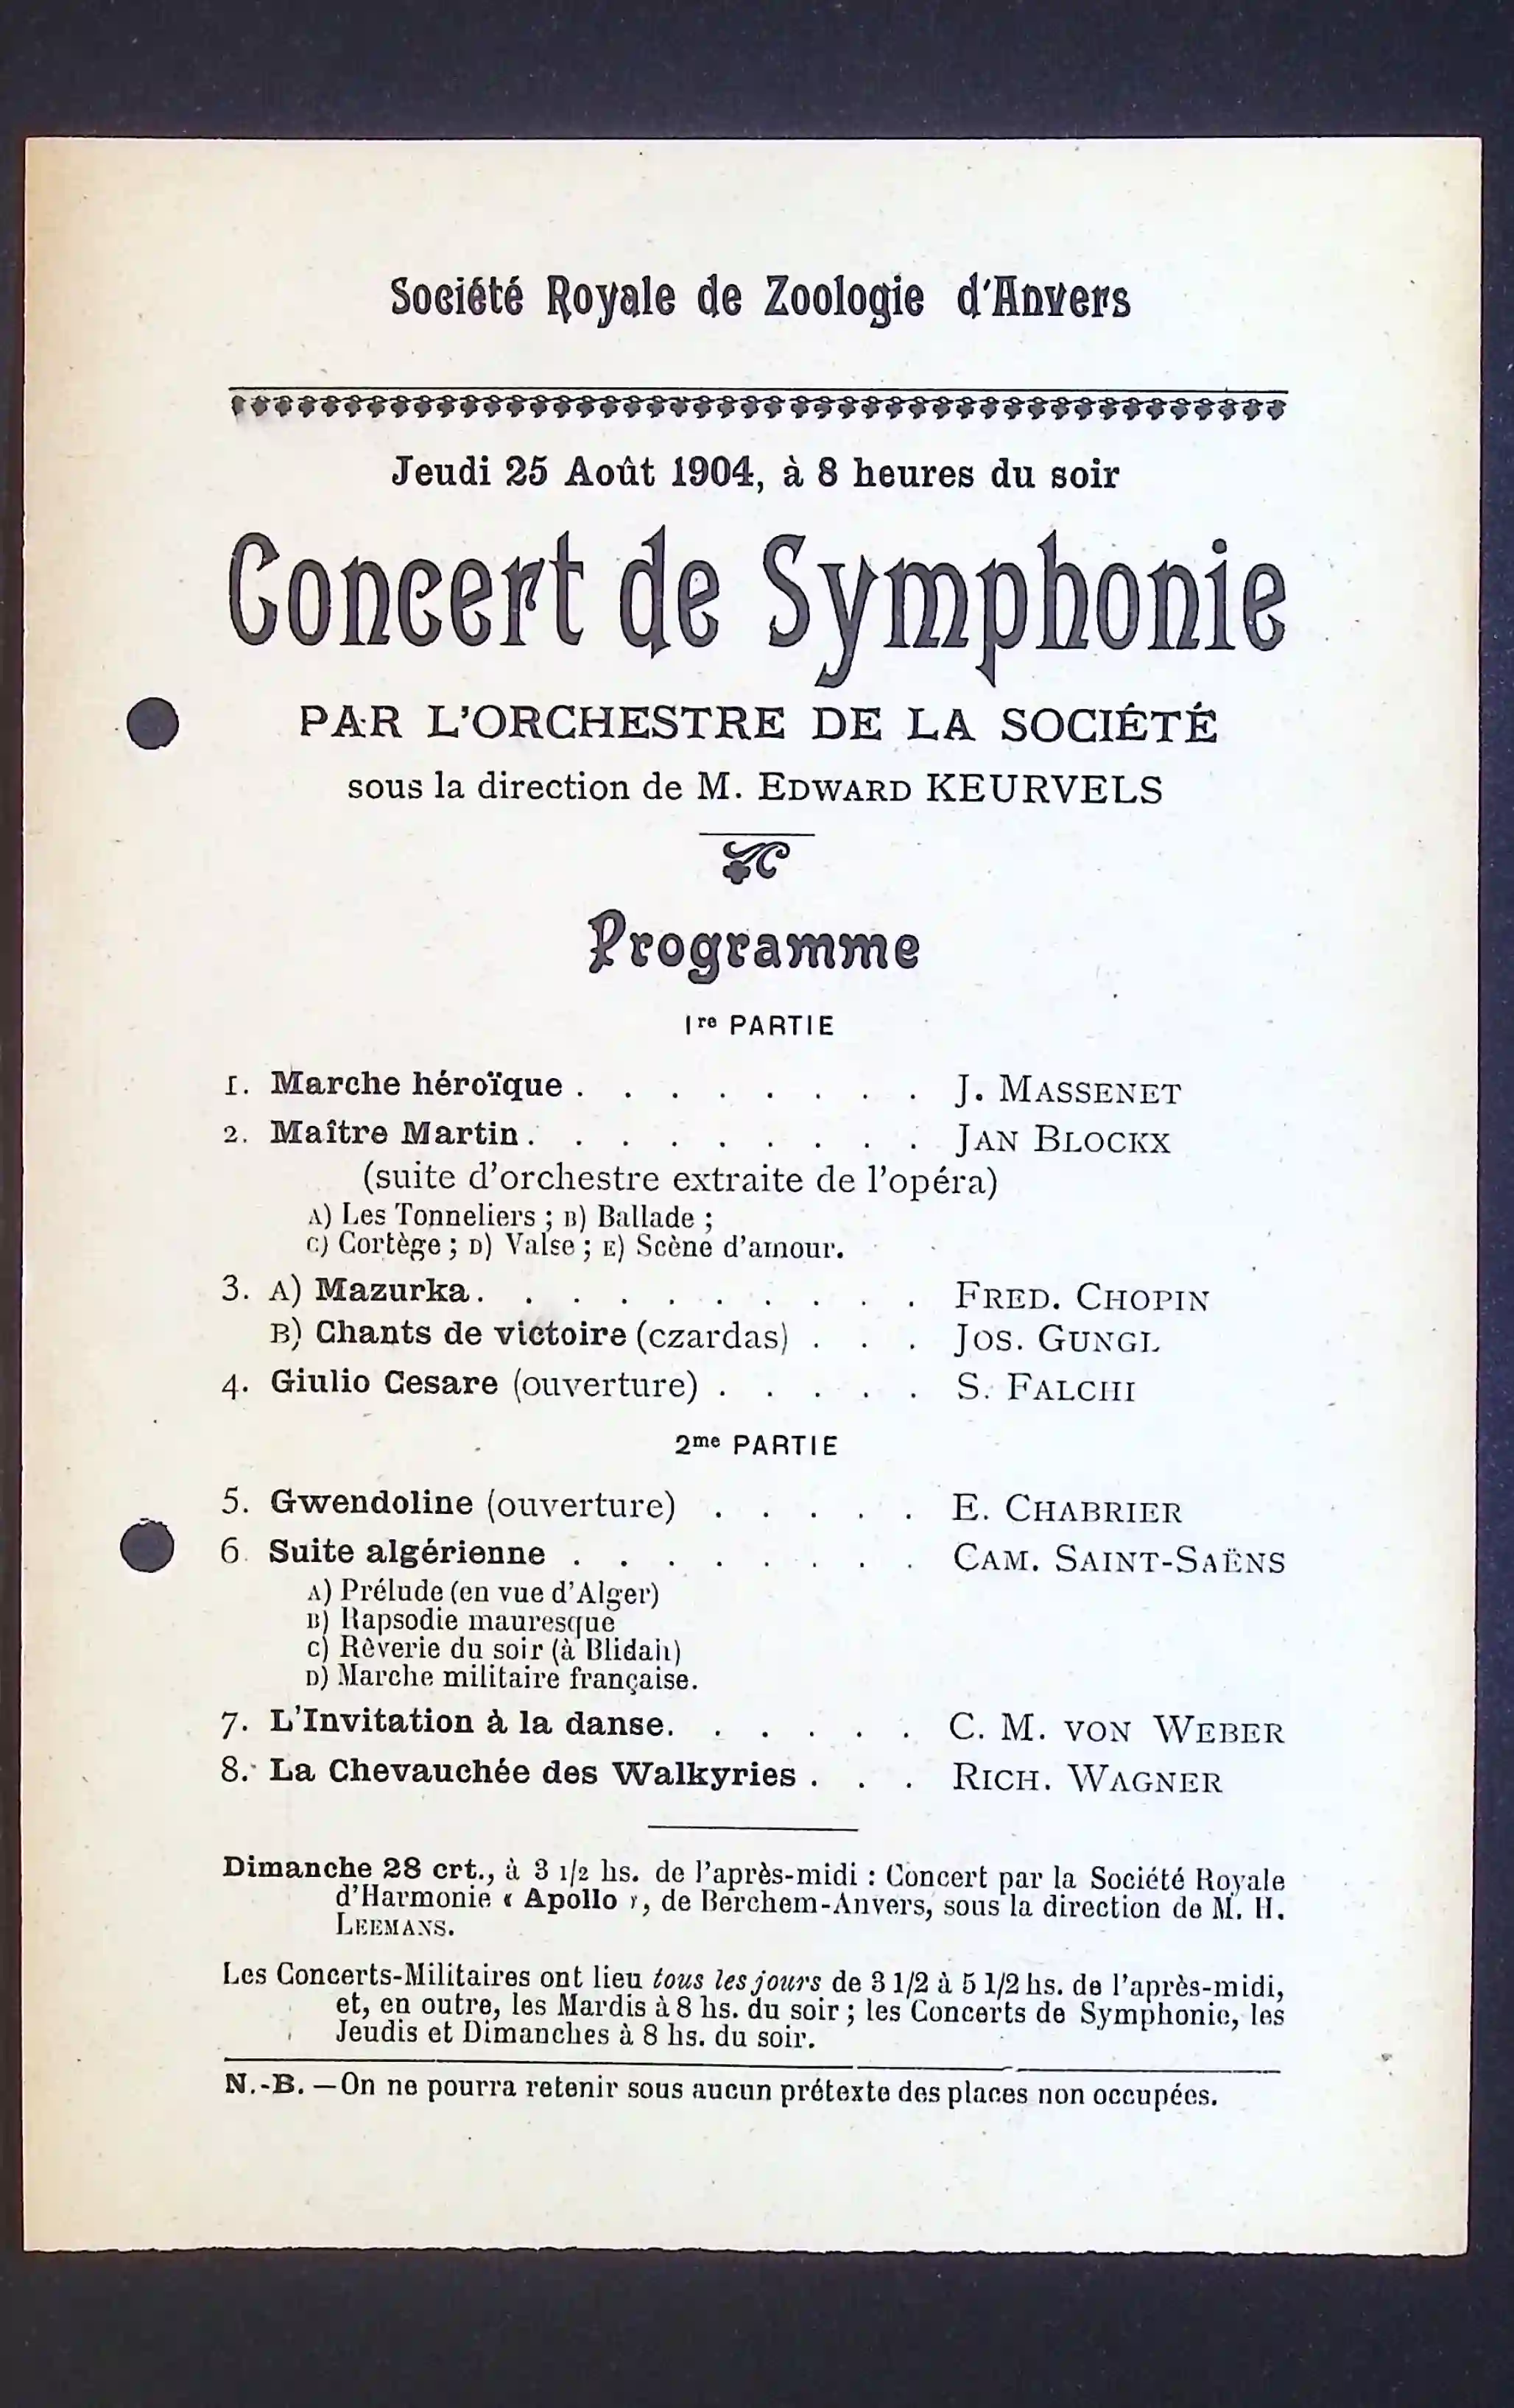 Société Royale de Zoologie d'Anvers
Jeudi 25 Août 1904, à 8 heures du soir
Concert de Symphonie
PAR L'ORCHESTRE DE LA SOCIÉTÉ
sous la direction de M. EDWARD KEURVELS
Programme
1re PARTIE
1. Marche héroïque . . . . . . . . J. MASSENET
2. Maître Martin . . . . . . . . . JAN BLOCKX
(suite d'orchestre extraite de l'opéra)
A) Les Tonneliers ; B) Ballade ;
C) Cortège ; D) Valse ; E) Scène d'amour.
3. A) Mazurka . . . . . . . . . . FRED. CHOPIN
B) Chants de victoire (czardas) . . . JOS. GUNGL
4. Giulio Cesare (ouverture) . . . . . S. FALCHI
2me PARTIE
5. Gwendoline (ouverture) . . . . . E. CHABRIER
6. Suite algérienne . . . . . . . . CAM. SAINT-SAËNS
A) Prélude (en vue d'Alger)
B) Rapsodie mauresque
C) Rêverie du soir (à Blidah)
D) Marche militaire française.
7. L'Invitation à la danse. . . . . . C. M. VON WEBER
8. La Chevauchée des Walkyries . . . RICH. WAGNER
Dimanche 28 crt., à 3 1/2 hs. de l'après-midi : Concert par la Société Royale
d'Harmonie « Apollo », de Berchem-Anvers, sous la direction de M. H.
LEEMANS.
Les Concerts-Militaires ont lieu tous les jours de 3 1/2 à 5 1/2 hs. de l'après-midi,
et, en outre, les Mardis à 8 hs. du soir ; les Concerts de Symphonie, les
Jeudis et Dimanches à 8 hs. du soir.
N.-B. — On ne pourra retenir sous aucun prétexte des places non occupées.